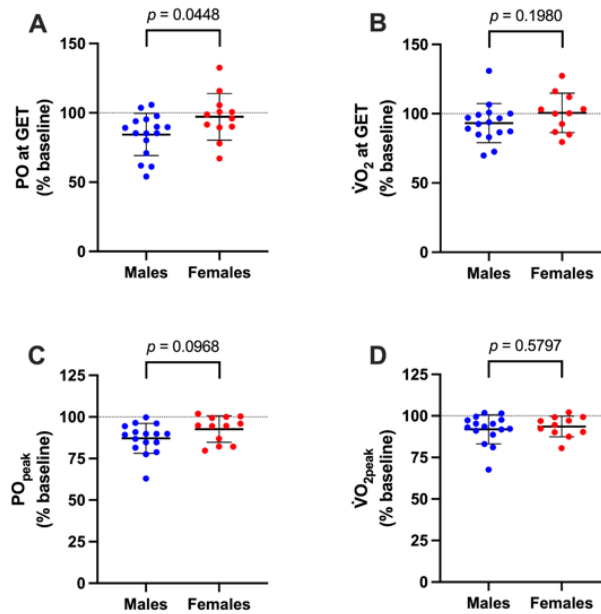 A
p = 0.0448
PO at GET
(% baseline)
150
100
50
0
Males Females
B
p = 0.1980
V̇O₂ at GET
(% baseline)
150
100
50
0
Males Females
C
p = 0.0968
POpeak
(% baseline)
125
100
75
50
25
0
Males Females
D
p = 0.5797
V̇O₂peak
(% baseline)
125
100
75
50
25
0
Males Females